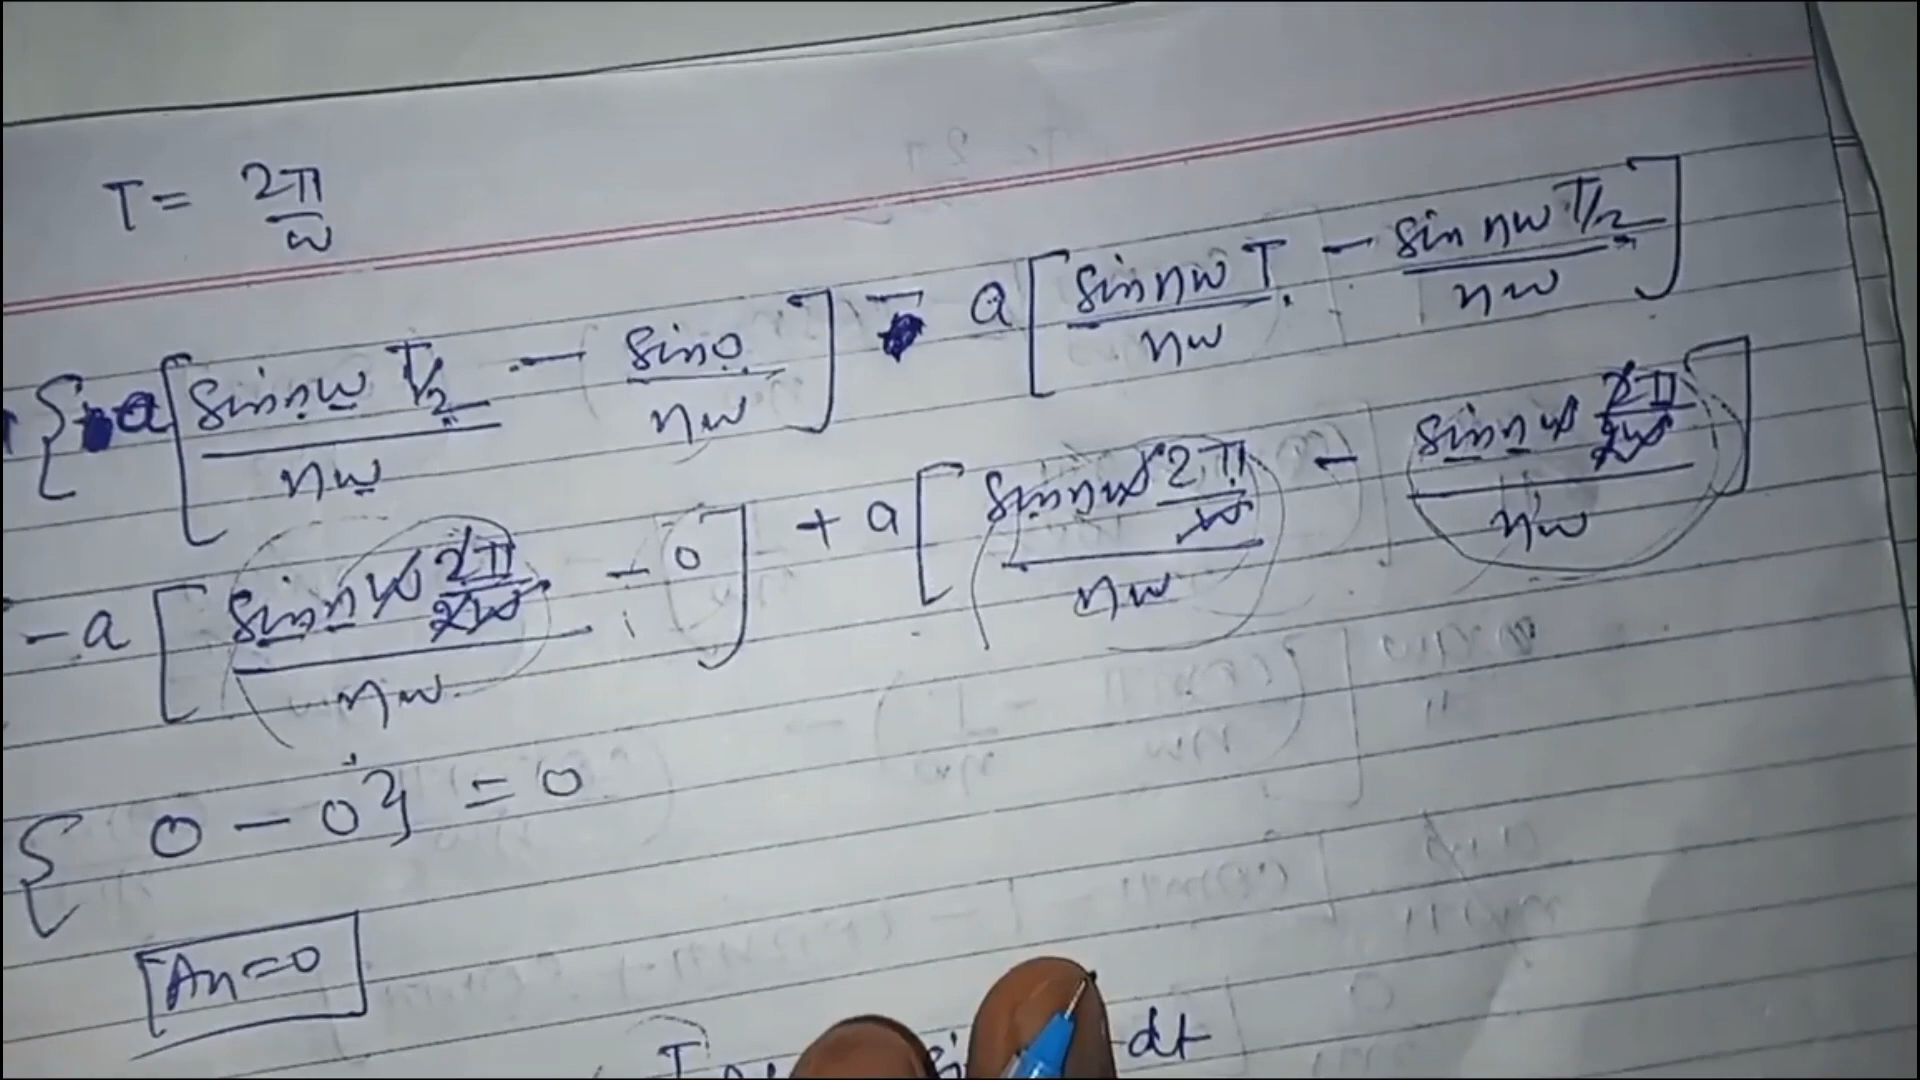 T = 2π/ω
{ a [ sin nω T/2 / nω - sin 0 / nω ] - a [ sin nω T / nω - sin nω T/2 / nω ]
- a [ sin nω 2π/2ω / nω - 0 ] + a [ sin nω 2π/ω / nω - sin nω 2π/2ω / nω ]
{ 0 - 0 } = 0
An = 0
dt